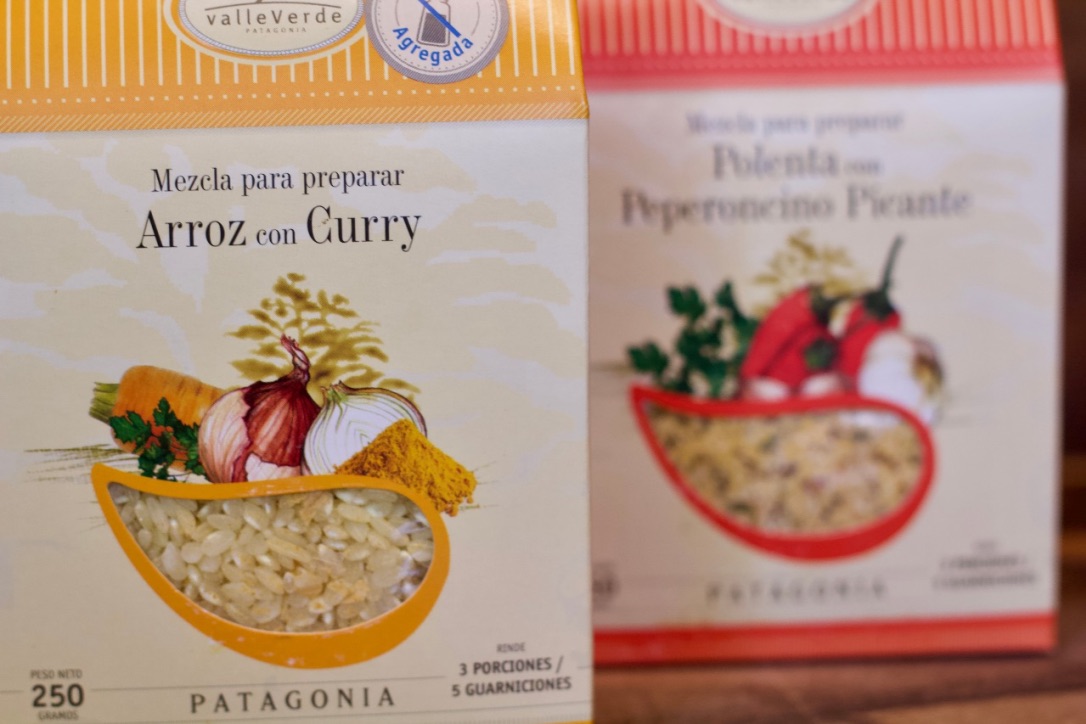 valleVerde
PATAGONIA
Agregada
Mezcla para preparar
Arroz con Curry
PESO NETO
250
GRAMOS
PATAGONIA
RINDE
3 PORCIONES /
5 GUARNICIONES
Mezcla para preparar
Polenta con
Peperoncino Picante
PATAGONIA